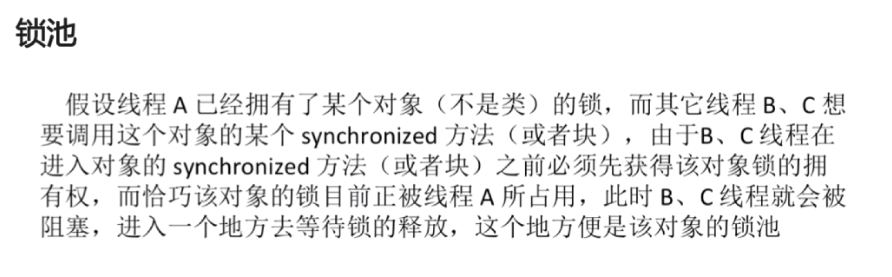 锁池
假设线程 A 已经拥有了某个对象（不是类）的锁，而其它线程 B、C 想
要调用这个对象的某个 synchronized 方法（或者块），由于B、C 线程在
进入对象的 synchronized 方法（或者块）之前必须先获得该对象锁的拥
有权，而恰巧该对象的锁目前正被线程 A 所占用，此时 B、C 线程就会被
阻塞，进入一个地方去等待锁的释放，这个地方便是该对象的锁池